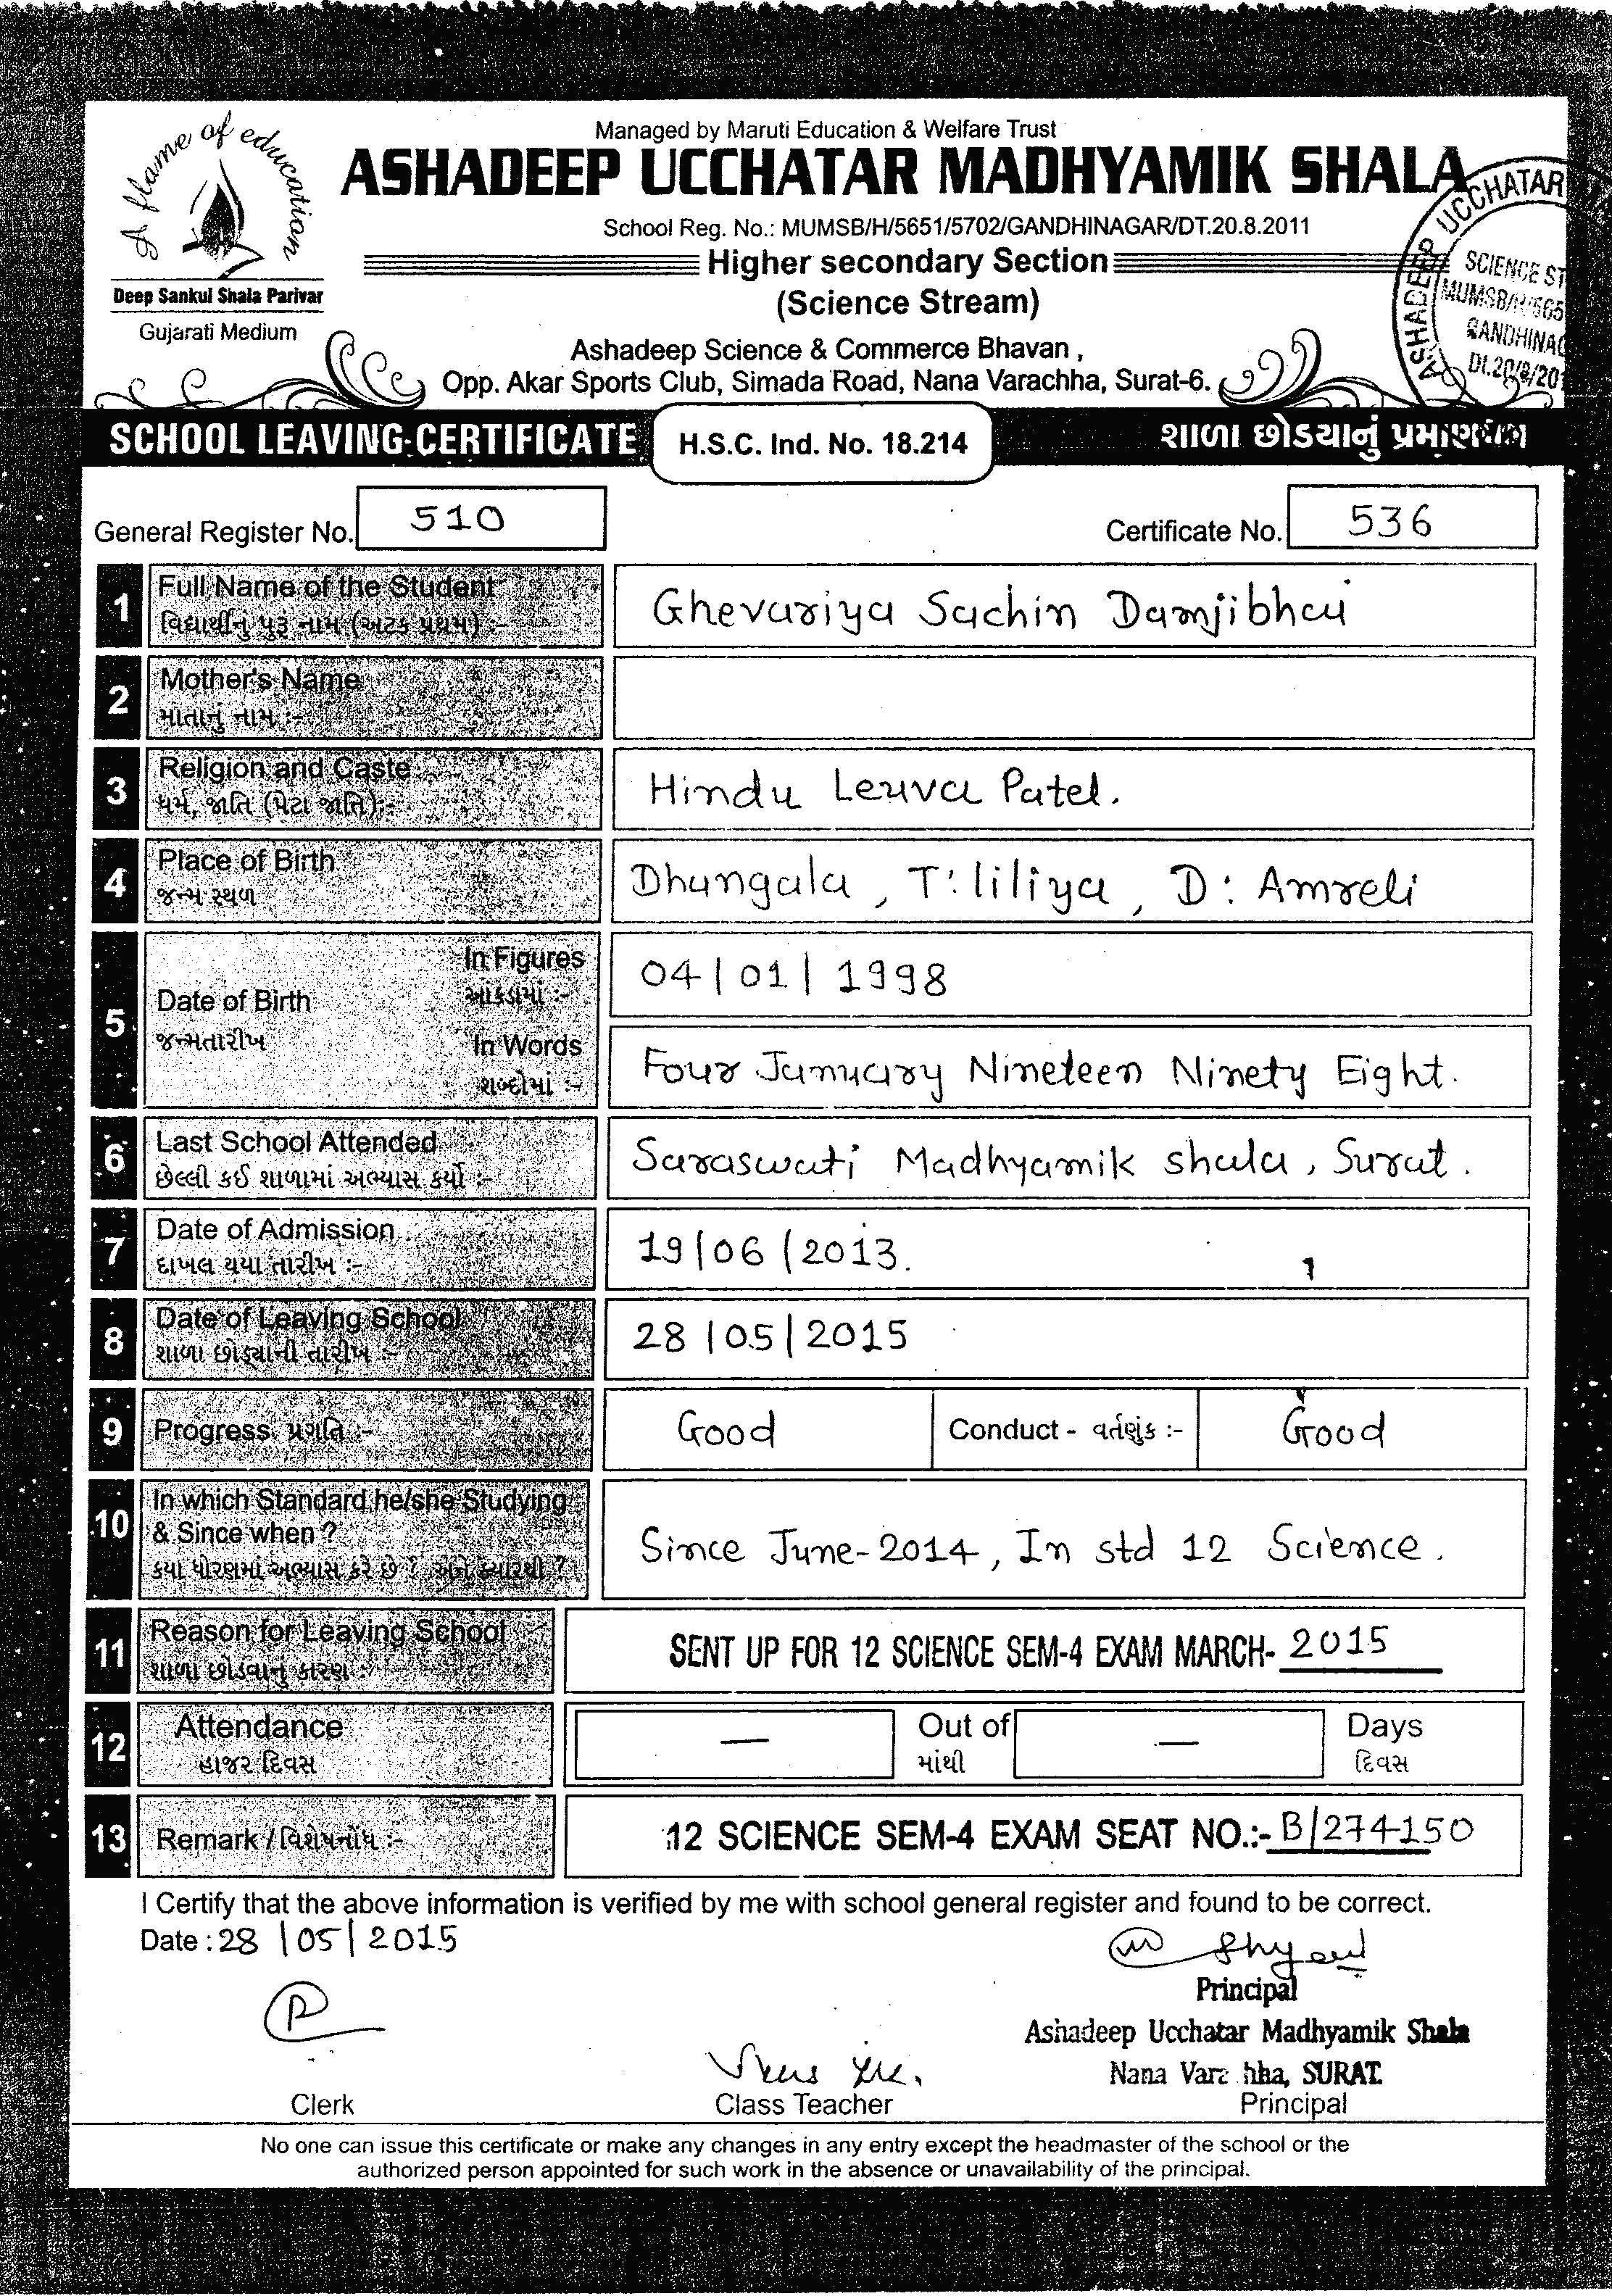 A flame of education
Deep Sankul Shala Parivar
Gujarati Medium
Managed by Maruti Education & Welfare Trust
ASHADEEP UCCHATAR MADHYAMIK SHALA
School Reg. No.: MUMSB/H/5651/5702/GANDHINAGAR/DT.20.8.2011
Higher secondary Section
(Science Stream)
Ashadeep Science & Commerce Bhavan ,
Opp. Akar Sports Club, Simada Road, Nana Varachha, Surat-6.
ASHADEEP UCCHATAR
SCIENCE ST
MUMSB/H/565
GANDHINAG
Dt.20/8/201
SCHOOL LEAVING CERTIFICATE H.S.C. Ind. No. 18.214 શાળા છોડયાનું પ્રમાણપત્ર
General Register No. 510 Certificate No. 536
1 Full Name of the Student Ghevariya Sachin Damjibhai
વિદ્યાર્થીનું પુરૂ નામ (અટક પ્રથમ) :-
2 Mother's Name
માતાનું નામ :-
3 Religion and Caste Hindu Leuva Patel.
ધર્મ, જાતિ (પેટા જાતિ):-
4 Place of Birth Dhangala , T: liliya , D : Amreli
જન્મ સ્થળ
5 Date of Birth In Figures 04/01/1998
જન્મતારીખ આંકડામાં :-
In Words Four January Nineteen Ninety Eight.
શબ્દોમાં :-
6 Last School Attended Saraswati Madhyamik shala , Surat .
છેલ્લી કઈ શાળામાં અભ્યાસ કર્યો :-
7 Date of Admission 19/06/2013.
દાખલ થયા તારીખ :-
8 Date of Leaving School 28/05/2015
શાળા છોડ્યાની તારીખ :-
9 Progress પ્રગતિ :- Good Conduct - વર્તણુંક :- Good
10 In which Standard he/she Studying
& Since when ? Since June-2014, In std 12 Science .
કયા ધોરણમાં અભ્યાસ કરે છે ? અને ક્યારથી ?
11 Reason for Leaving School SENT UP FOR 12 SCIENCE SEM-4 EXAM MARCH- 2015
શાળા છોડવાનું કારણ :-
12 Attendance — Out of — Days
હાજર દિવસ માંથી દિવસ
13 Remark / વિશેષનોંધ :- 12 SCIENCE SEM-4 EXAM SEAT NO.:- B/274150
I Certify that the above information is verified by me with school general register and found to be correct.
Date : 28/05/2015
Principal
Ashadeep Ucchatar Madhyamik Shala
Nana Vara hha, SURAT.
Clerk Class Teacher Principal
No one can issue this certificate or make any changes in any entry except the headmaster of the school or the
authorized person appointed for such work in the absence or unavailability of the principal.